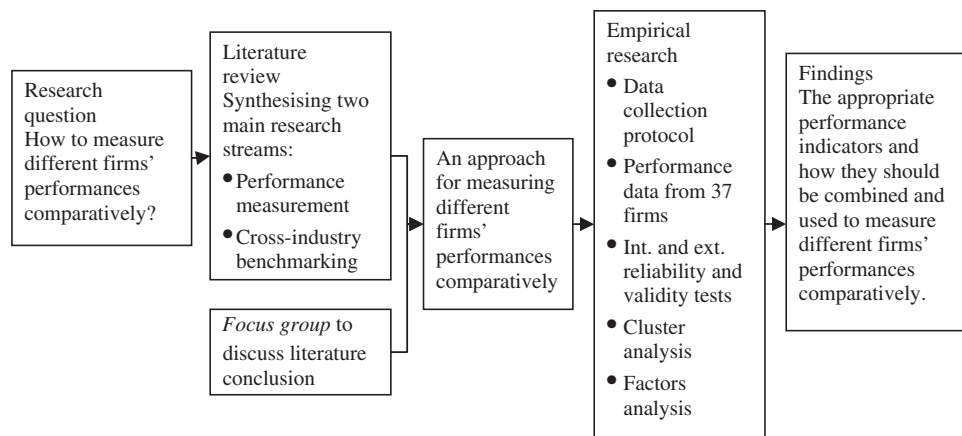 Research
question
How to measure
different firms'
performances
comparatively?
Literature
review
Synthesising two
main research
streams:
• Performance
measurement
• Cross-industry
benchmarking
Focus group to
discuss literature
conclusion
An approach
for measuring
different
firms'
performances
comparatively
Empirical
research
• Data
collection
protocol
• Performance
data from 37
firms
• Int. and ext.
reliability and
validity tests
• Cluster
analysis
• Factors
analysis
Findings
The appropriate
performance
indicators and
how they should
be combined and
used to measure
different firms'
performances
comparatively.